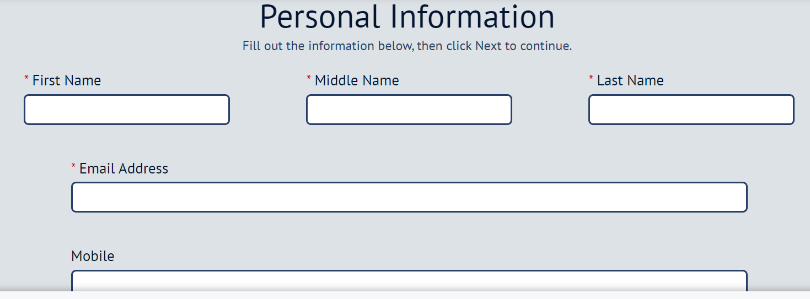 Personal Information
Fill out the information below, then click Next to continue.
* First Name * Middle Name * Last Name
* Email Address
Mobile